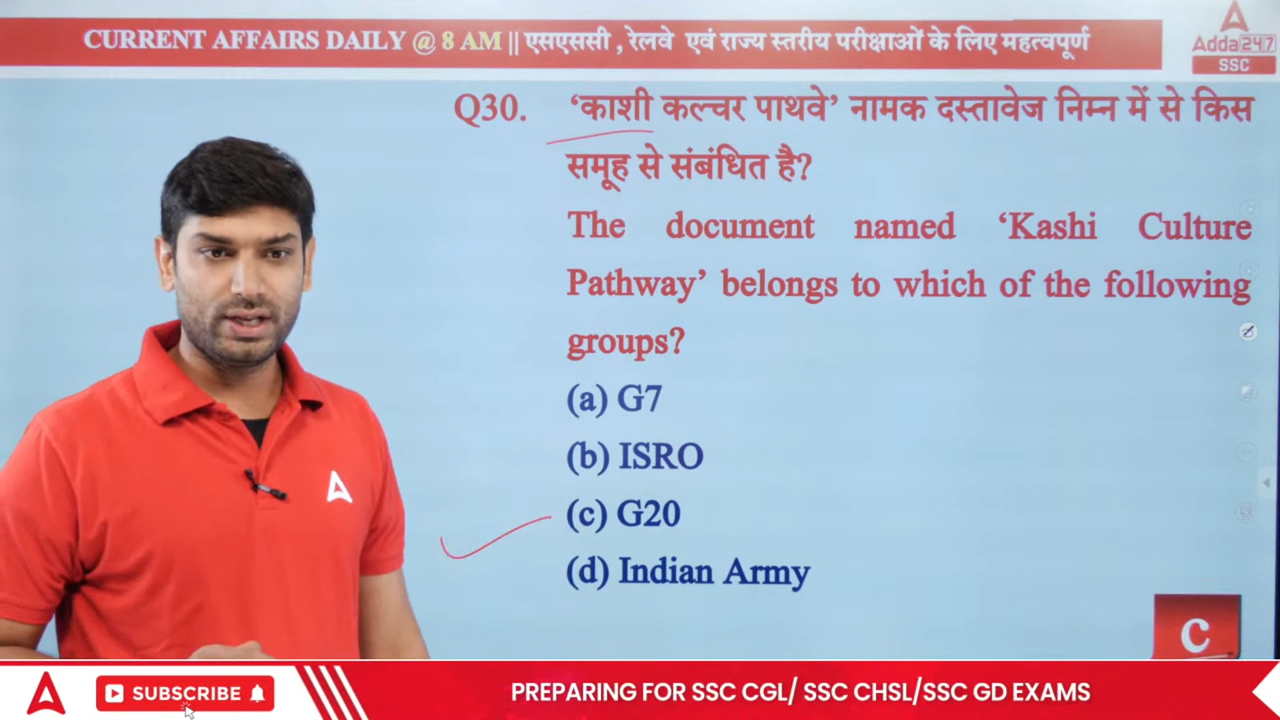 CURRENT AFFAIRS DAILY @ 8 AM || एसएससी , रेलवे एवं राज्य स्तरीय परीक्षाओं के लिए महत्वपूर्ण
Adda 247
SSC
Q30. ‘काशी कल्चर पाथवे’ नामक दस्तावेज निम्न में से किस
समूह से संबंधित है?
The document named ‘Kashi Culture
Pathway’ belongs to which of the following
groups?
(a) G7
(b) ISRO
(c) G20
(d) Indian Army
C
SUBSCRIBE
PREPARING FOR SSC CGL/ SSC CHSL/SSC GD EXAMS